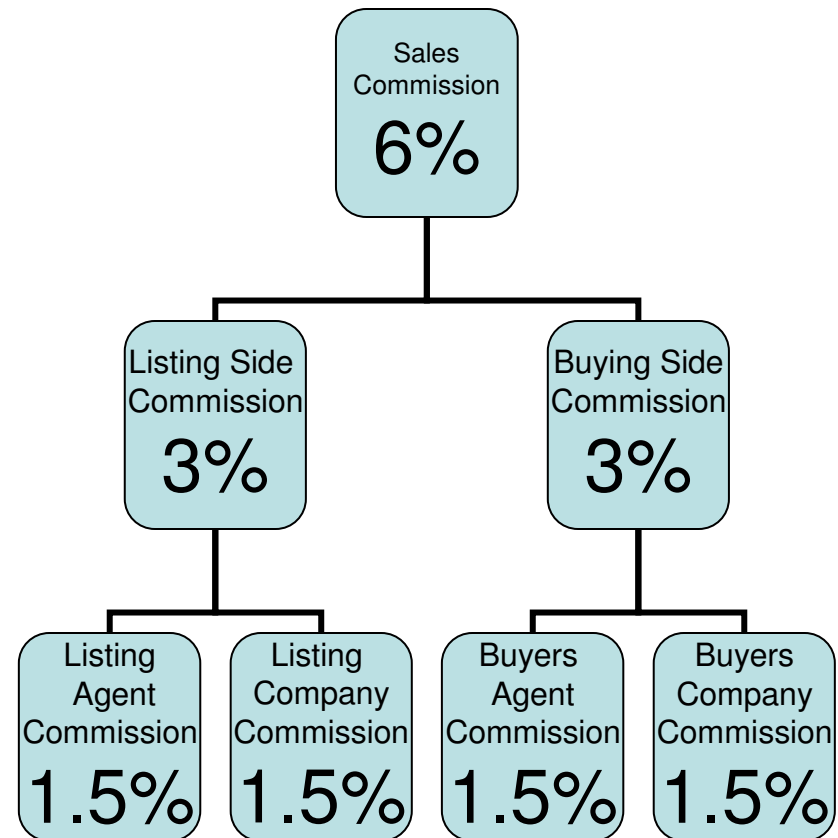 Sales
Commission
6%
Listing Side
Commission
3%
Buying Side
Commission
3%
Listing
Agent
Commission
1.5%
Listing
Company
Commission
1.5%
Buyers
Agent
Commission
1.5%
Buyers
Company
Commission
1.5%